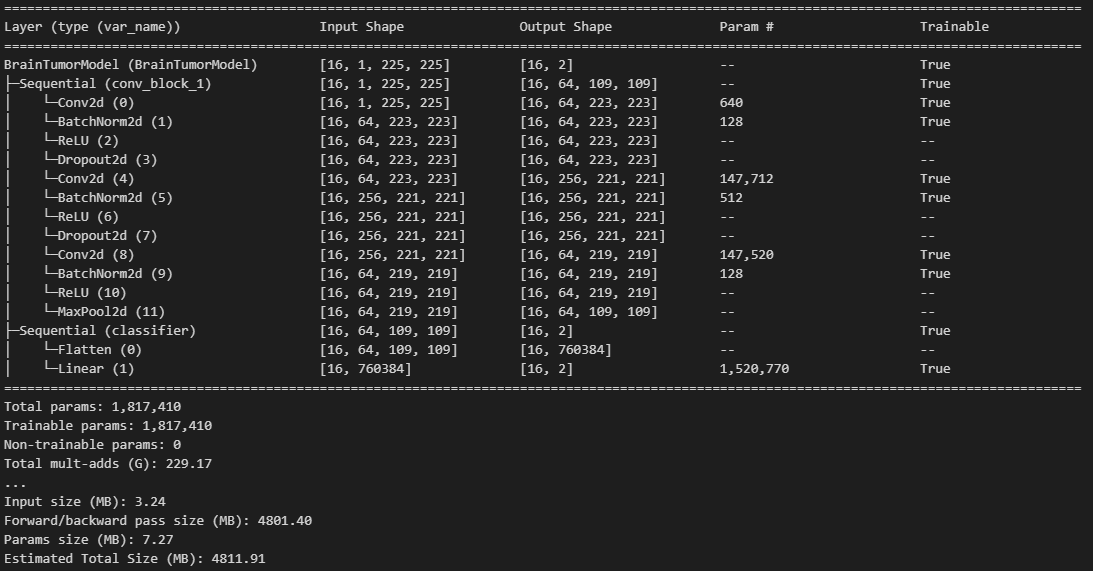 ============================================================================================================================================
Layer (type (var_name))                  Input Shape               Output Shape              Param #                   Trainable
============================================================================================================================================
BrainTumorModel (BrainTumorModel)        [16, 1, 225, 225]         [16, 2]                   --                        True
├─Sequential (conv_block_1)              [16, 1, 225, 225]         [16, 64, 109, 109]        --                        True
│    └─Conv2d (0)                        [16, 1, 225, 225]         [16, 64, 223, 223]        640                       True
│    └─BatchNorm2d (1)                   [16, 64, 223, 223]        [16, 64, 223, 223]        128                       True
│    └─ReLU (2)                          [16, 64, 223, 223]        [16, 64, 223, 223]        --                        --
│    └─Dropout2d (3)                     [16, 64, 223, 223]        [16, 64, 223, 223]        --                        --
│    └─Conv2d (4)                        [16, 64, 223, 223]        [16, 256, 221, 221]       147,712                   True
│    └─BatchNorm2d (5)                   [16, 256, 221, 221]       [16, 256, 221, 221]       512                       True
│    └─ReLU (6)                          [16, 256, 221, 221]       [16, 256, 221, 221]       --                        --
│    └─Dropout2d (7)                     [16, 256, 221, 221]       [16, 256, 221, 221]       --                        --
│    └─Conv2d (8)                        [16, 256, 221, 221]       [16, 64, 219, 219]        147,520                   True
│    └─BatchNorm2d (9)                   [16, 64, 219, 219]        [16, 64, 219, 219]        128                       True
│    └─ReLU (10)                         [16, 64, 219, 219]        [16, 64, 219, 219]        --                        --
│    └─MaxPool2d (11)                    [16, 64, 219, 219]        [16, 64, 109, 109]        --                        --
├─Sequential (classifier)                [16, 64, 109, 109]        [16, 2]                   --                        True
│    └─Flatten (0)                       [16, 64, 109, 109]        [16, 760384]              --                        --
│    └─Linear (1)                        [16, 760384]              [16, 2]                   1,520,770                 True
============================================================================================================================================
Total params: 1,817,410
Trainable params: 1,817,410
Non-trainable params: 0
Total mult-adds (G): 229.17
...
Input size (MB): 3.24
Forward/backward pass size (MB): 4801.40
Params size (MB): 7.27
Estimated Total Size (MB): 4811.91